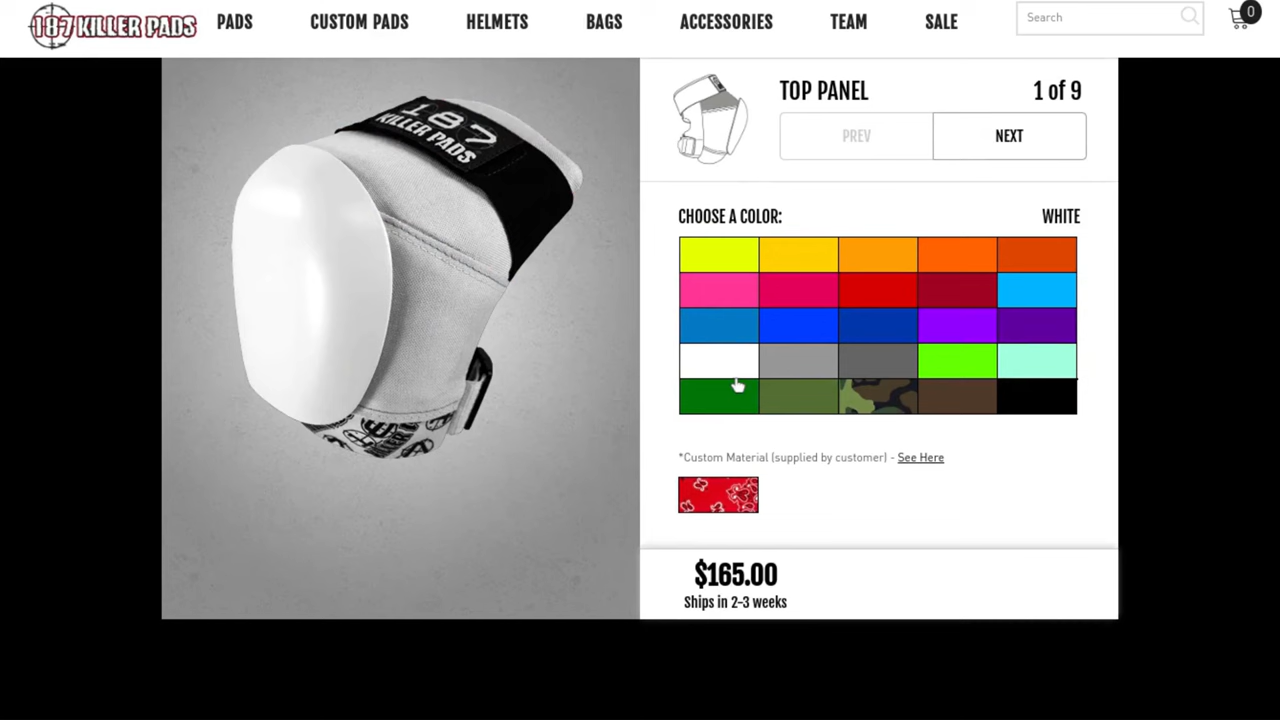 187 KILLER PADS
PADS
CUSTOM PADS
HELMETS
BAGS
ACCESSORIES
TEAM
SALE
Search
0
187
KILLER PADS
TOP PANEL
1 of 9
PREV
NEXT
CHOOSE A COLOR:
WHITE
*Custom Material (supplied by customer) - See Here
$165.00
Ships in 2-3 weeks